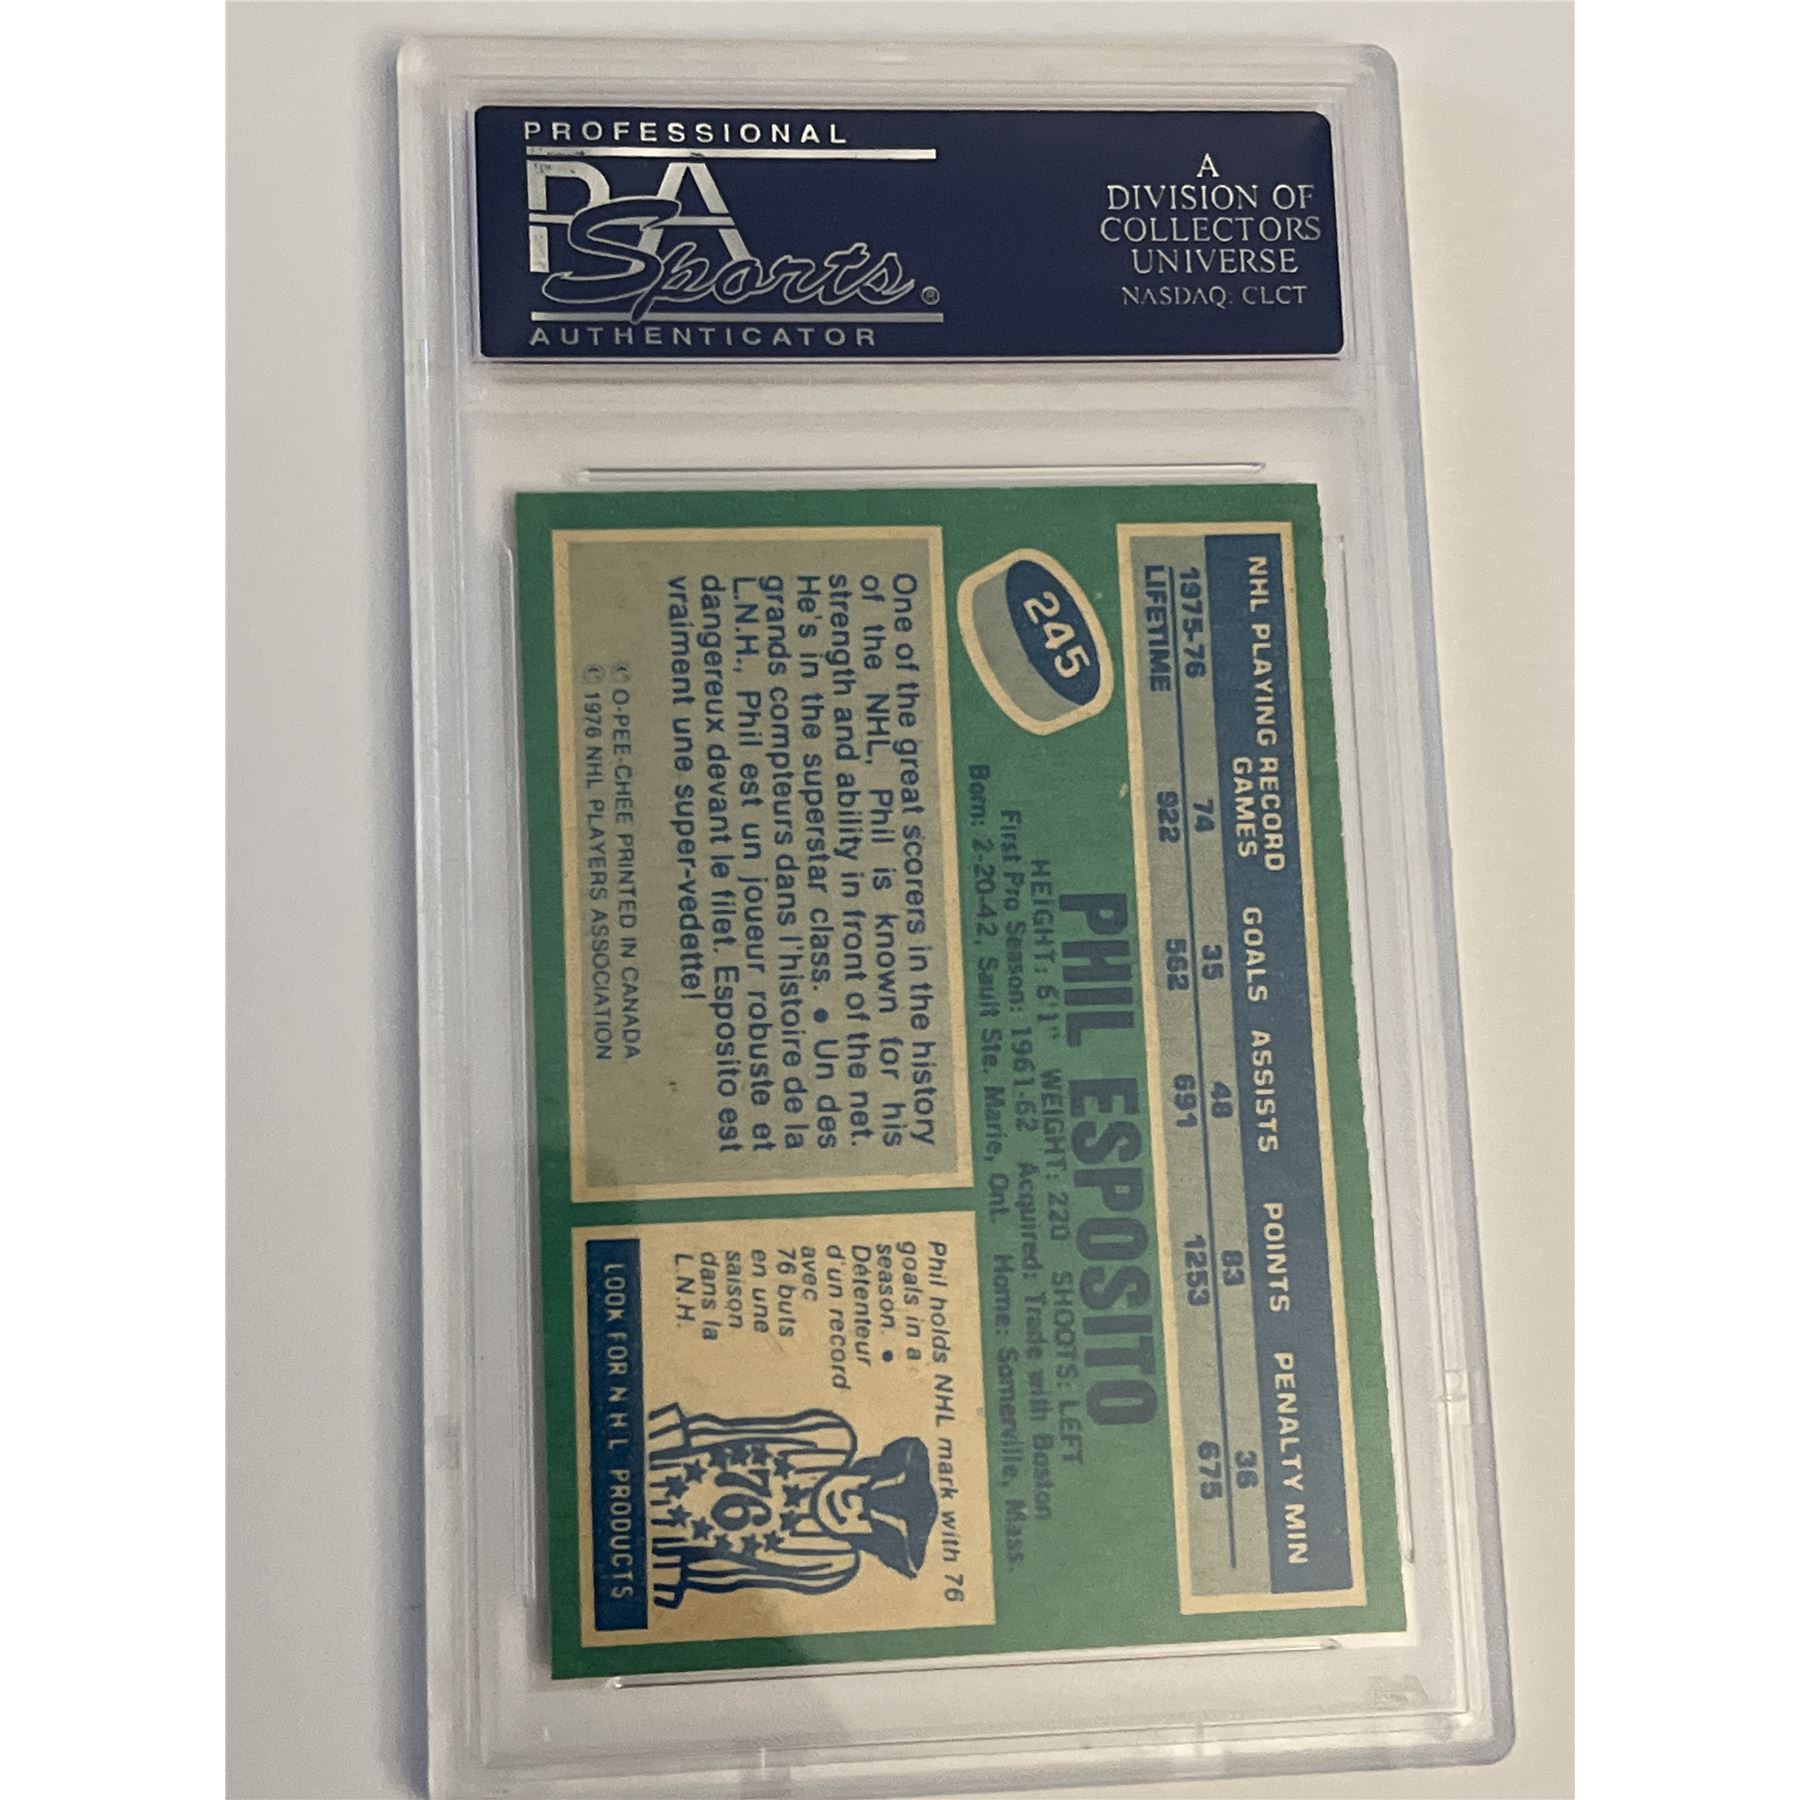 PROFESSIONAL
PSA
Sports®
AUTHENTICATOR
A
DIVISION OF
COLLECTORS
UNIVERSE
NASDAQ: CLCT
NHL PLAYING RECORD
GAMES GOALS ASSISTS POINTS PENALTY MIN
1975-76 74 35 48 83 36
LIFETIME 922 562 691 1253 675
245
PHIL ESPOSITO
HEIGHT: 6'1" WEIGHT: 220 SHOOTS: LEFT
First Pro Season: 1961-62 Acquired: Trade with Boston
Born: 2-20-42, Sault Ste. Marie, Ont. Home: Somerville, Mass.
One of the great scorers in the history
of the NHL, Phil is known for his
strength and ability in front of the net.
He's in the superstar class. • Un des
grands compteurs dans l'histoire de la
L.N.H., Phil est un joueur robuste et
dangereux devant le filet. Esposito est
vraiment une super-vedette!
© O-PEE-CHEE PRINTED IN CANADA
© 1976 NHL PLAYERS ASSOCIATION
Phil holds NHL mark with 76
goals in a
season. •
Détenteur
d'un record
avec
76 buts
en une
saison
dans la
L.N.H.
76
LOOK FOR NHL PRODUCTS